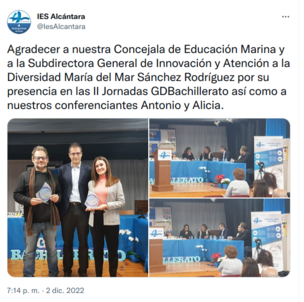 IES Alcántara
@IesAlcantara
Agradecer a nuestra Concejala de Educación Marina y
a la Subdirectora General de Innovación y Atención a la
Diversidad María del Mar Sánchez Rodríguez por su
presencia en las II Jornadas GDBachillerato así como a
nuestros conferenciantes Antonio y Alicia.
7:14 p. m. · 2 dic. 2022